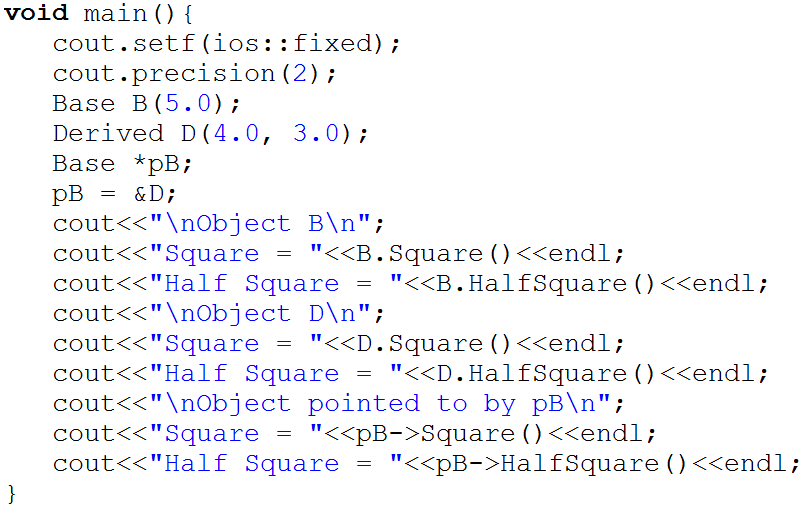 void main(){
cout.setf(ios::fixed);
cout.precision(2);
Base B(5.0);
Derived D(4.0, 3.0);
Base *pB;
pB = &D;
cout<<"\nObject B\n";
cout<<"Square = "<<B.Square()<<endl;
cout<<"Half Square = "<<B.HalfSquare()<<endl;
cout<<"\nObject D\n";
cout<<"Square = "<<D.Square()<<endl;
cout<<"Half Square = "<<D.HalfSquare()<<endl;
cout<<"\nObject pointed to by pB\n";
cout<<"Square = "<<pB->Square()<<endl;
cout<<"Half Square = "<<pB->HalfSquare()<<endl;
}